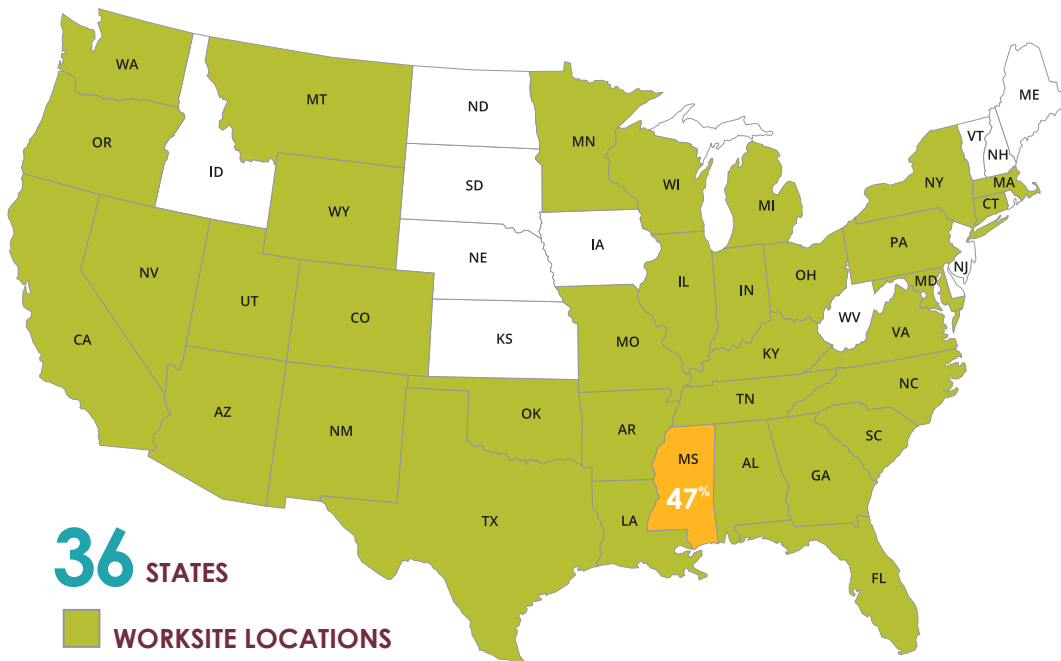 WA
MT
ND
MN
ME
VT
NH
OR
ID
SD
WI
MI
NY
MA
CT
WY
NE
IA
PA
NJ
NV
UT
CO
KS
IL
IN
OH
MD
WV
VA
CA
MO
KY
NC
AZ
NM
OK
AR
TN
SC
MS
AL
GA
47%
TX
LA
FL
36 STATES
WORKSITE LOCATIONS